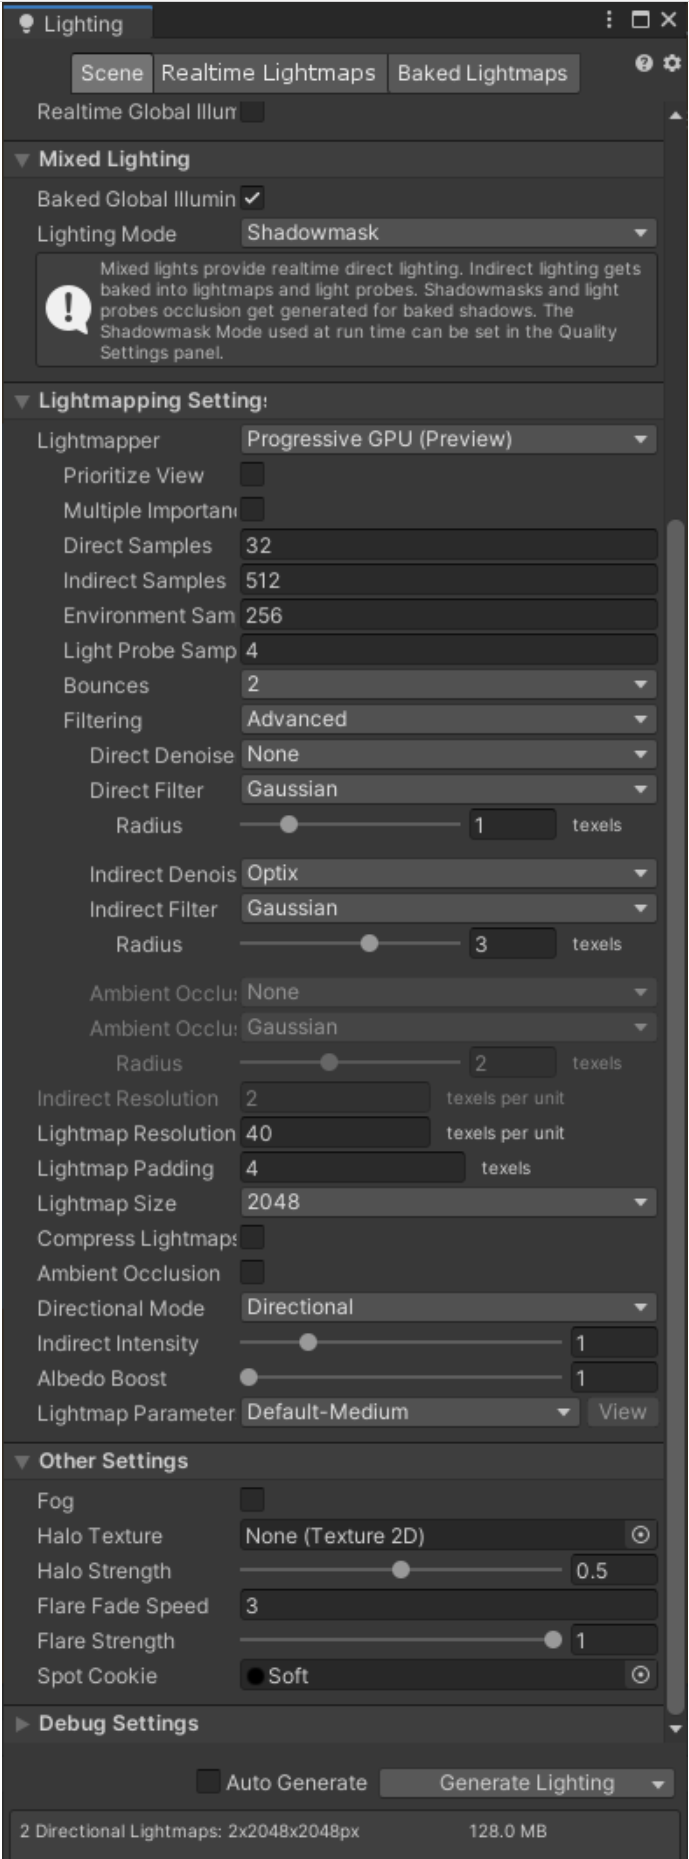 Lighting
Scene Realtime Lightmaps Baked Lightmaps
Realtime Global Illum
Mixed Lighting
Baked Global Illumin
Lighting Mode Shadowmask
Mixed lights provide realtime direct lighting. Indirect lighting gets
baked into lightmaps and light probes. Shadowmasks and light
probes occlusion get generated for baked shadows. The
Shadowmask Mode used at run time can be set in the Quality
Settings panel.
Lightmapping Settings
Lightmapper Progressive GPU (Preview)
Prioritize View
Multiple Importan
Direct Samples 32
Indirect Samples 512
Environment Sam 256
Light Probe Samp 4
Bounces 2
Filtering Advanced
Direct Denoise None
Direct Filter Gaussian
Radius 1 texels
Indirect Denois Optix
Indirect Filter Gaussian
Radius 3 texels
Ambient Occlu None
Ambient Occlu Gaussian
Radius 2 texels
Indirect Resolution 2 texels per unit
Lightmap Resolution 40 texels per unit
Lightmap Padding 4 texels
Lightmap Size 2048
Compress Lightmaps
Ambient Occlusion
Directional Mode Directional
Indirect Intensity 1
Albedo Boost 1
Lightmap Parameter Default-Medium View
Other Settings
Fog
Halo Texture None (Texture 2D)
Halo Strength 0.5
Flare Fade Speed 3
Flare Strength 1
Spot Cookie Soft
Debug Settings
Auto Generate Generate Lighting
2 Directional Lightmaps: 2x2048x2048px 128.0 MB